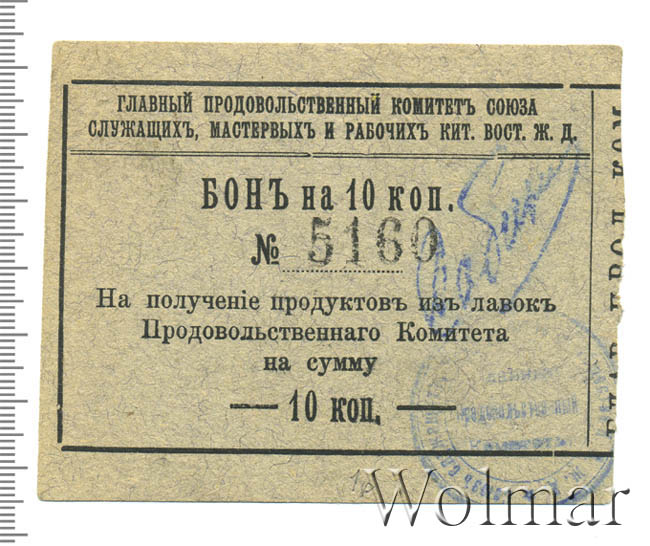 ГЛАВНЫЙ ПРОДОВОЛЬСТВЕННЫЙ КОМИТЕТЪ СОЮЗА
СЛУЖАЩИХЪ, МАСТЕРВЫХЪ И РАБОЧИХЪ КИТ. ВОСТ. Ж. Д.
БОНЪ на 10 коп.
№ 5160
На полученіе продуктовъ изъ лавокъ
Продовольственнаго Комитета
на сумму
— 10 коп. —
Wolmar